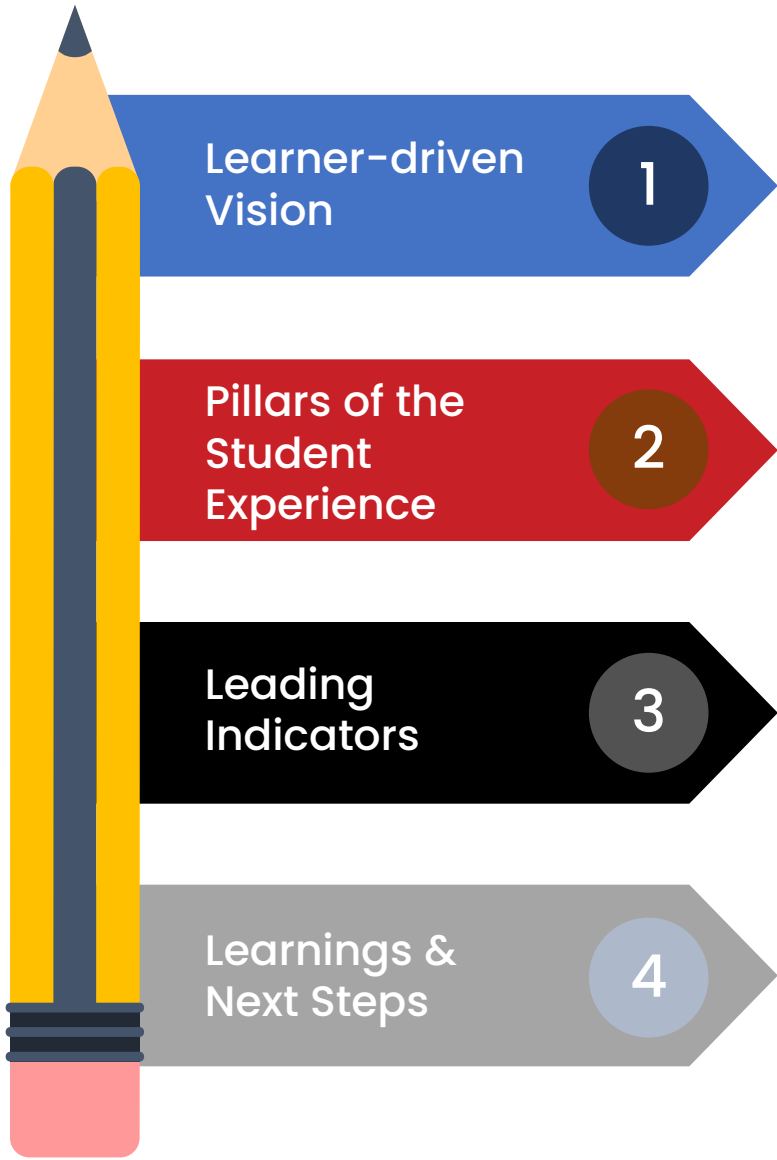 Learner-driven
Vision
1
Pillars of the
Student
Experience
2
Leading
Indicators
3
Learnings &
Next Steps
4